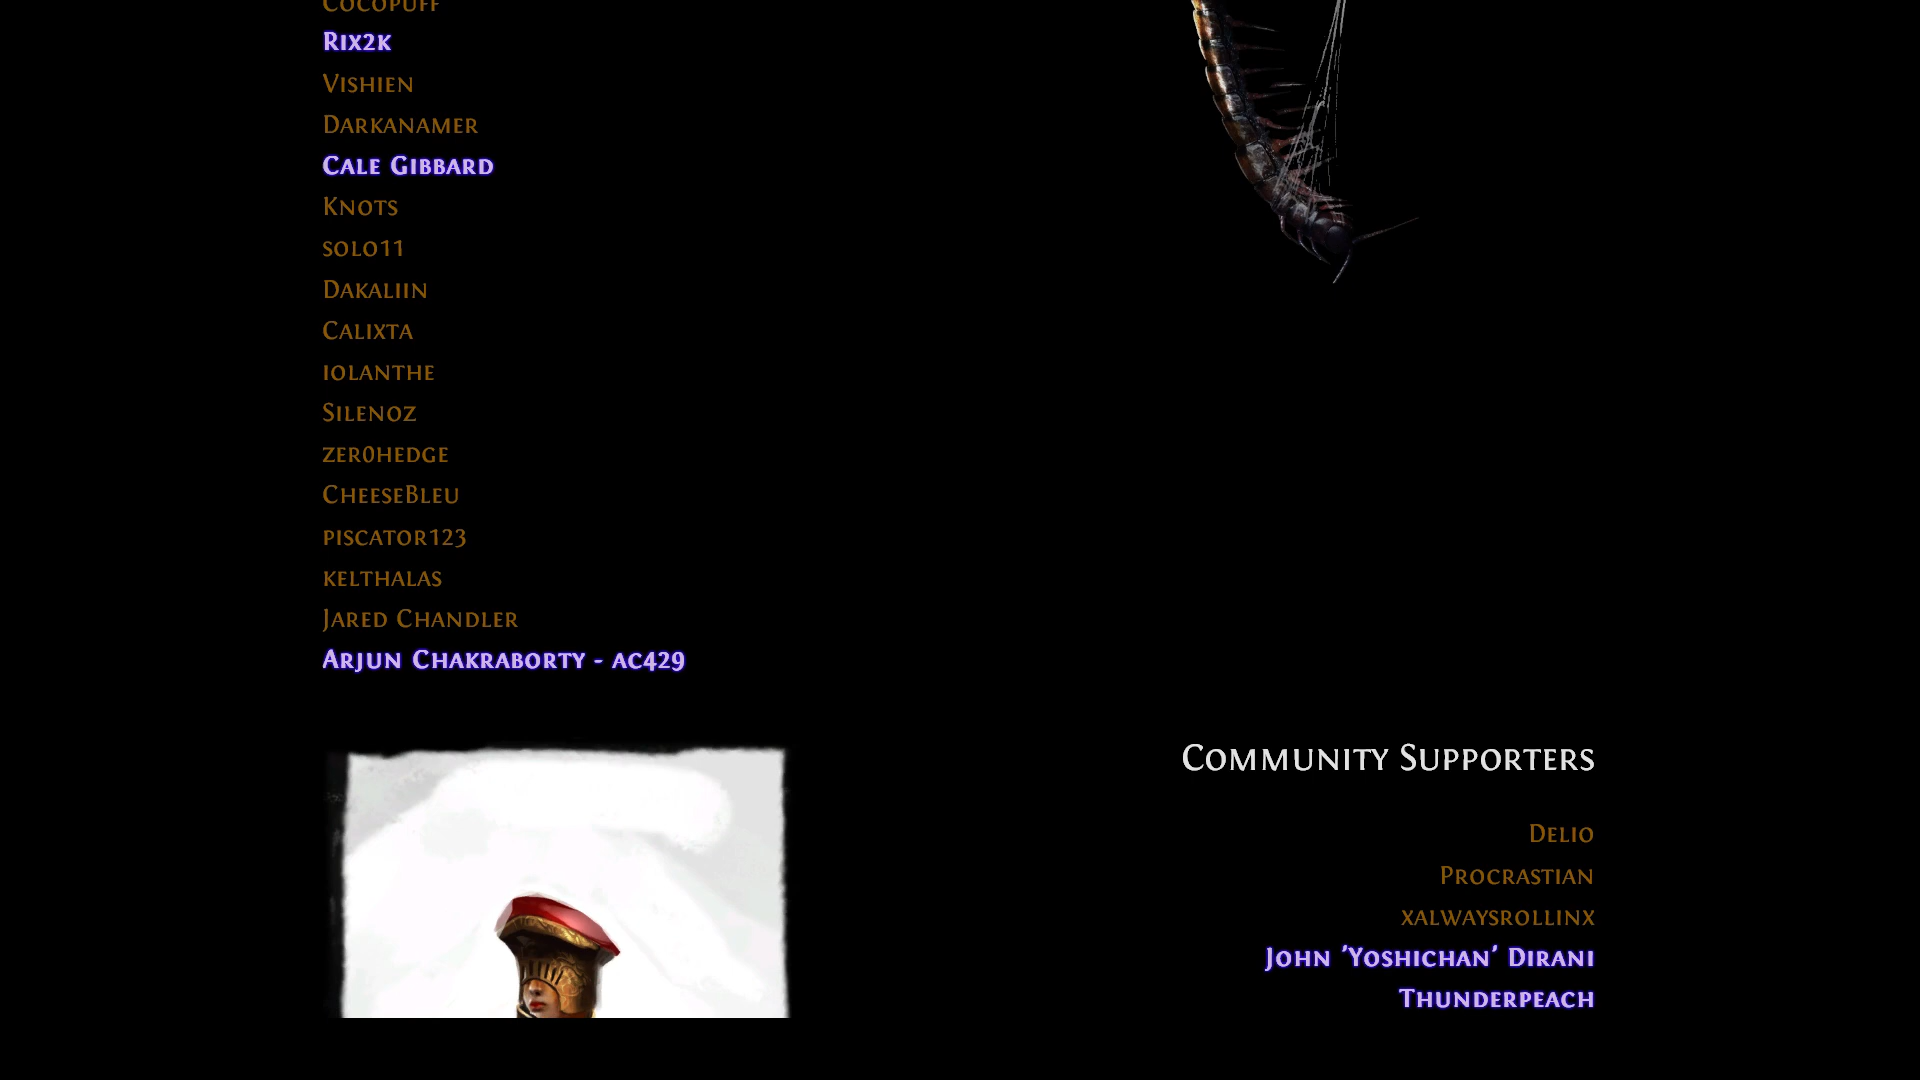 Cocopuff
Rix2k
Vishien
Darkanamer
Cale Gibbard
Knots
solo11
Dakaliin
Calixta
iolanthe
Silenoz
zer0hedge
CheeseBleu
piscator123
kelthalas
Jared Chandler
Arjun Chakraborty - ac429
Community Supporters
Delio
Procrastian
xalwaysrollinx
John 'Yoshichan' Dirani
Thunderpeach